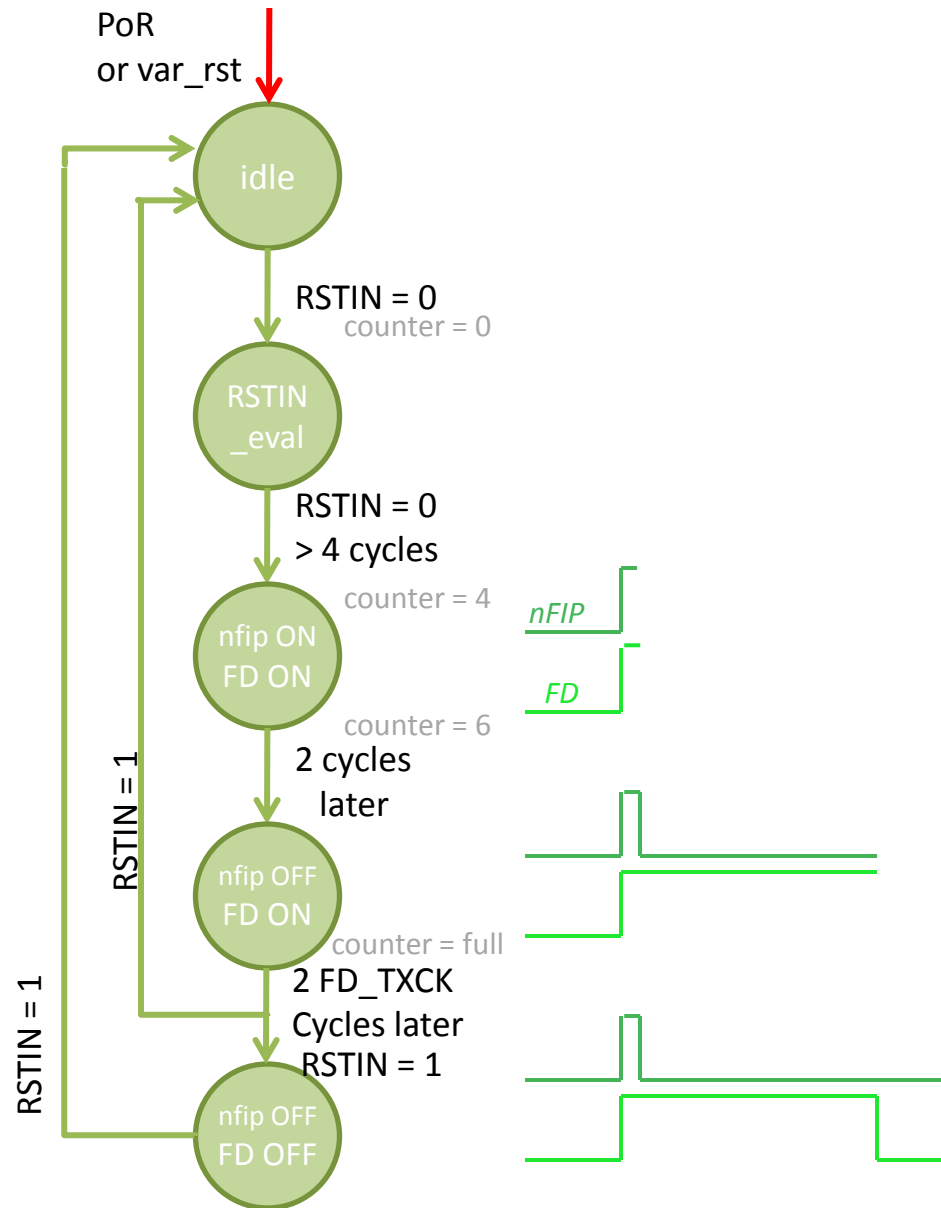 PoR
or var_rst
idle
RSTIN = 0
counter = 0
RSTIN
_eval
RSTIN = 0
> 4 cycles
counter = 4
nfip ON
FD ON
nFIP
FD
counter = 6
2 cycles
later
RSTIN = 1
nfip OFF
FD ON
counter = full
2 FD_TXCK
Cycles later
RSTIN = 1
RSTIN = 1
nfip OFF
FD OFF